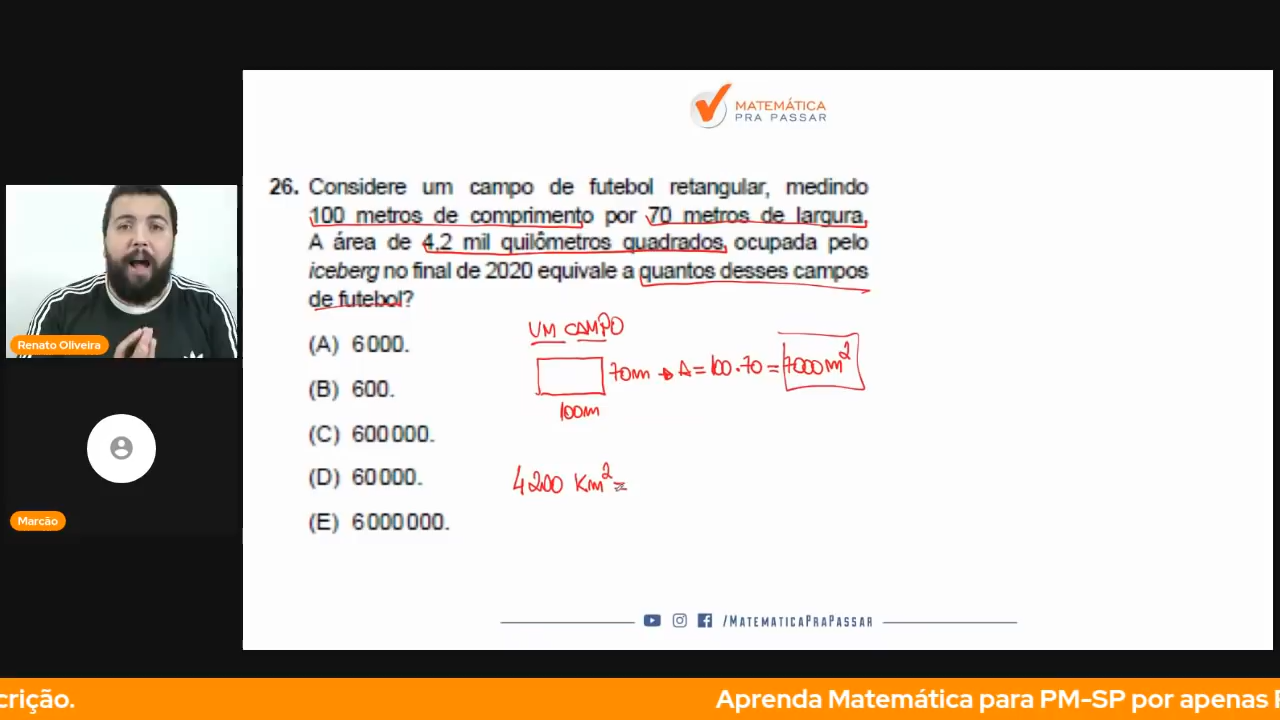 MATEMÁTICA
PRA PASSAR
26. Considere um campo de futebol retangular, medindo
100 metros de comprimento por 70 metros de largura,
A área de 4,2 mil quilômetros quadrados, ocupada pelo
iceberg no final de 2020 equivale a quantos desses campos
de futebol?
(A) 6 000.
(B) 600.
(C) 600 000.
(D) 60 000.
(E) 6 000 000.
UM CAMPO
70m → A = 100.70 = 7000m²
100m
4200 Km² =
Renato Oliveira
Marcão
/MATEMATICAPRAPASSAR
crição.
Aprenda Matemática para PM-SP por apenas